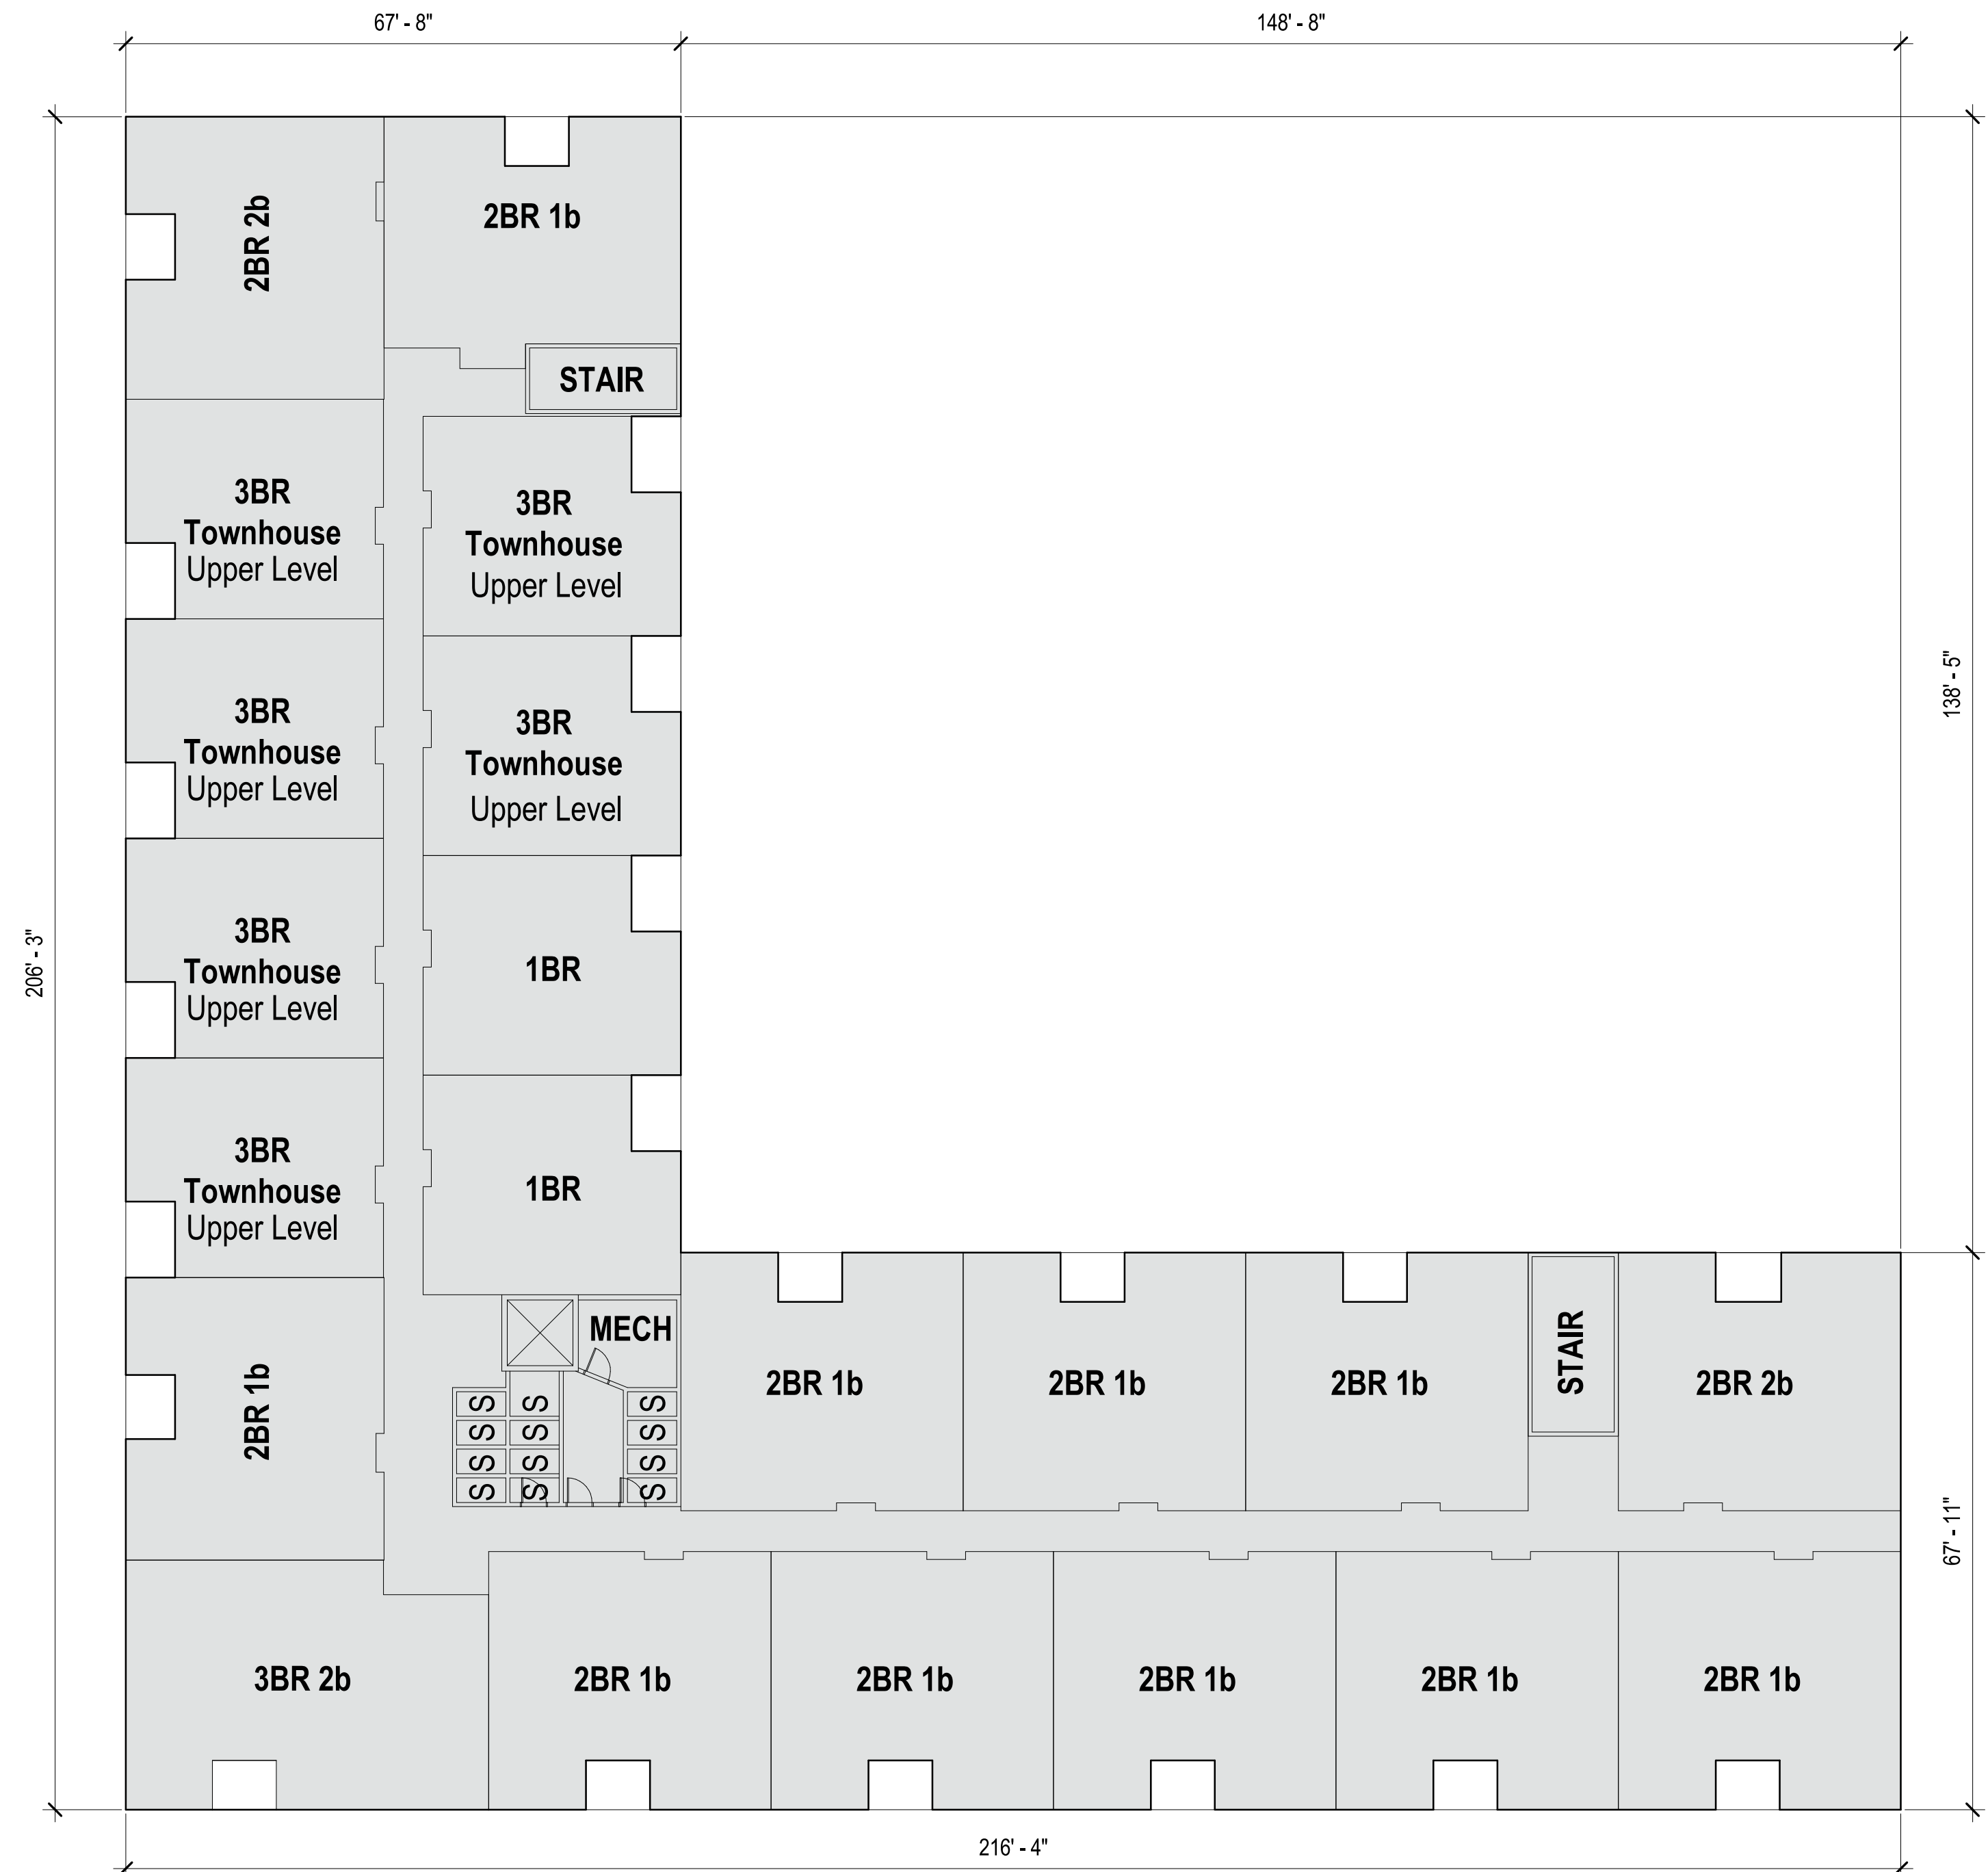 67' - 8"
148' - 8"
2BR 2b
2BR 1b
STAIR
3BR
Townhouse
Upper Level
3BR
Townhouse
Upper Level
3BR
Townhouse
Upper Level
3BR
Townhouse
Upper Level
138' - 5"
206' - 3"
3BR
Townhouse
Upper Level
1BR
3BR
Townhouse
Upper Level
1BR
MECH
2BR 1b
2BR 1b
2BR 1b
2BR 1b
STAIR
2BR 2b
S S S
S S S
S S S
S S S
67' - 11"
3BR 2b
2BR 1b
2BR 1b
2BR 1b
2BR 1b
2BR 1b
216' - 4"